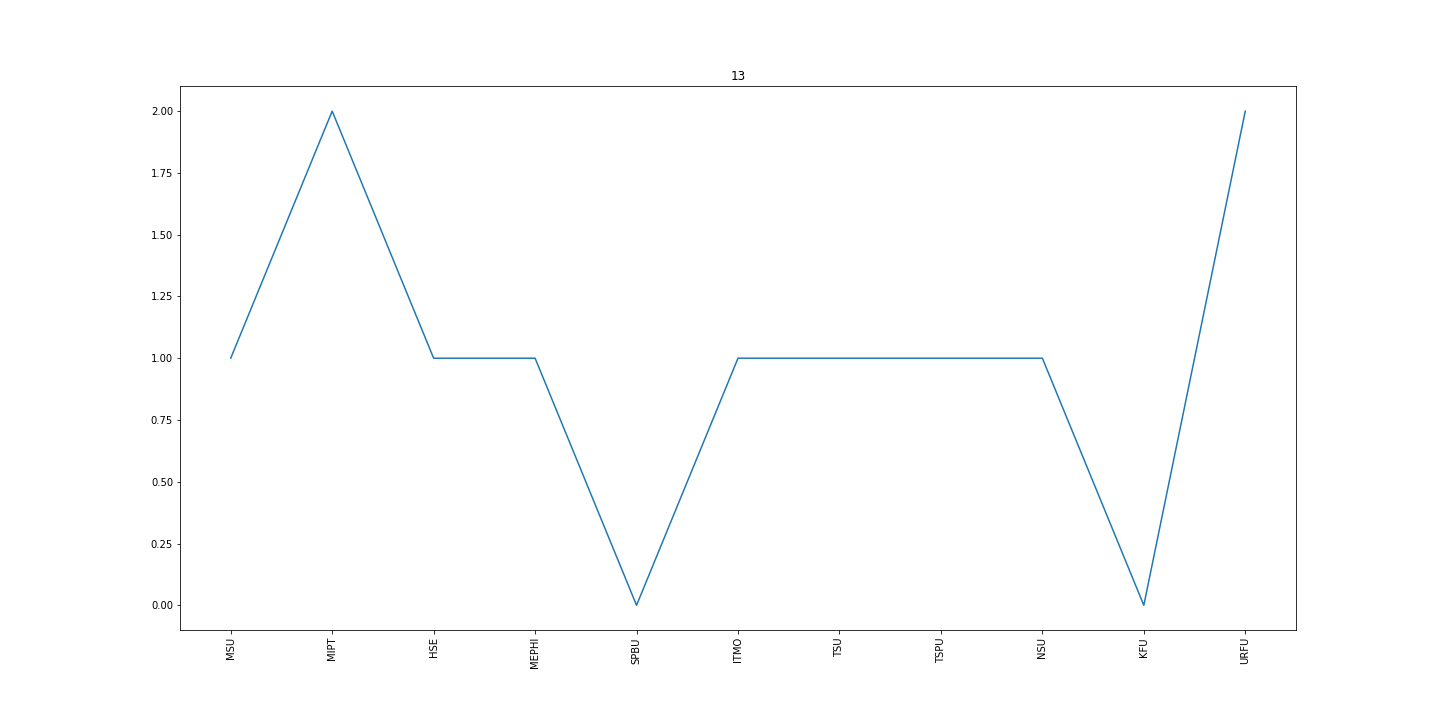 13
2.00
1.75
1.50
1.25
1.00
0.75
0.50
0.25
0.00
MSU
MIPT
HSE
MEPHI
SPBU
ITMO
TSU
TSPU
NSU
KFU
URFU